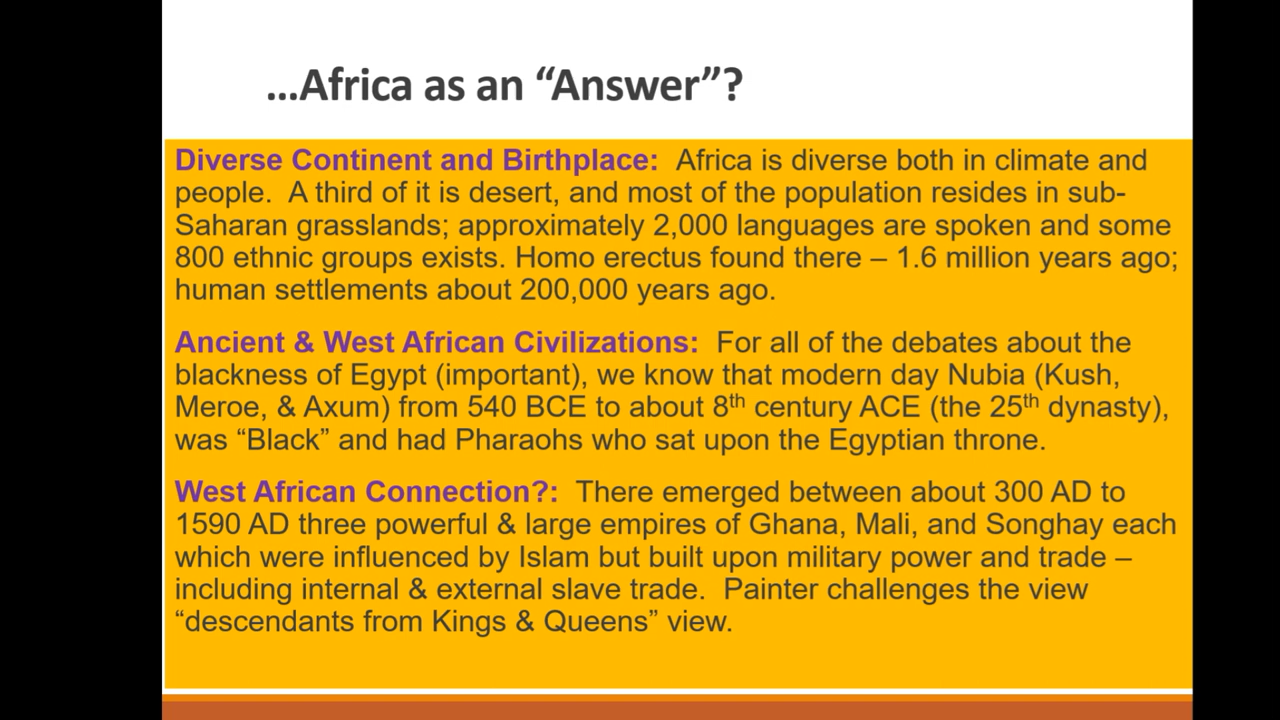 ...Africa as an “Answer”?
Diverse Continent and Birthplace: Africa is diverse both in climate and
people. A third of it is desert, and most of the population resides in sub-
Saharan grasslands; approximately 2,000 languages are spoken and some
800 ethnic groups exists. Homo erectus found there – 1.6 million years ago;
human settlements about 200,000 years ago.
Ancient & West African Civilizations: For all of the debates about the
blackness of Egypt (important), we know that modern day Nubia (Kush,
Meroe, & Axum) from 540 BCE to about 8th century ACE (the 25th dynasty),
was “Black” and had Pharaohs who sat upon the Egyptian throne.
West African Connection?: There emerged between about 300 AD to
1590 AD three powerful & large empires of Ghana, Mali, and Songhay each
which were influenced by Islam but built upon military power and trade –
including internal & external slave trade. Painter challenges the view
“descendants from Kings & Queens” view.